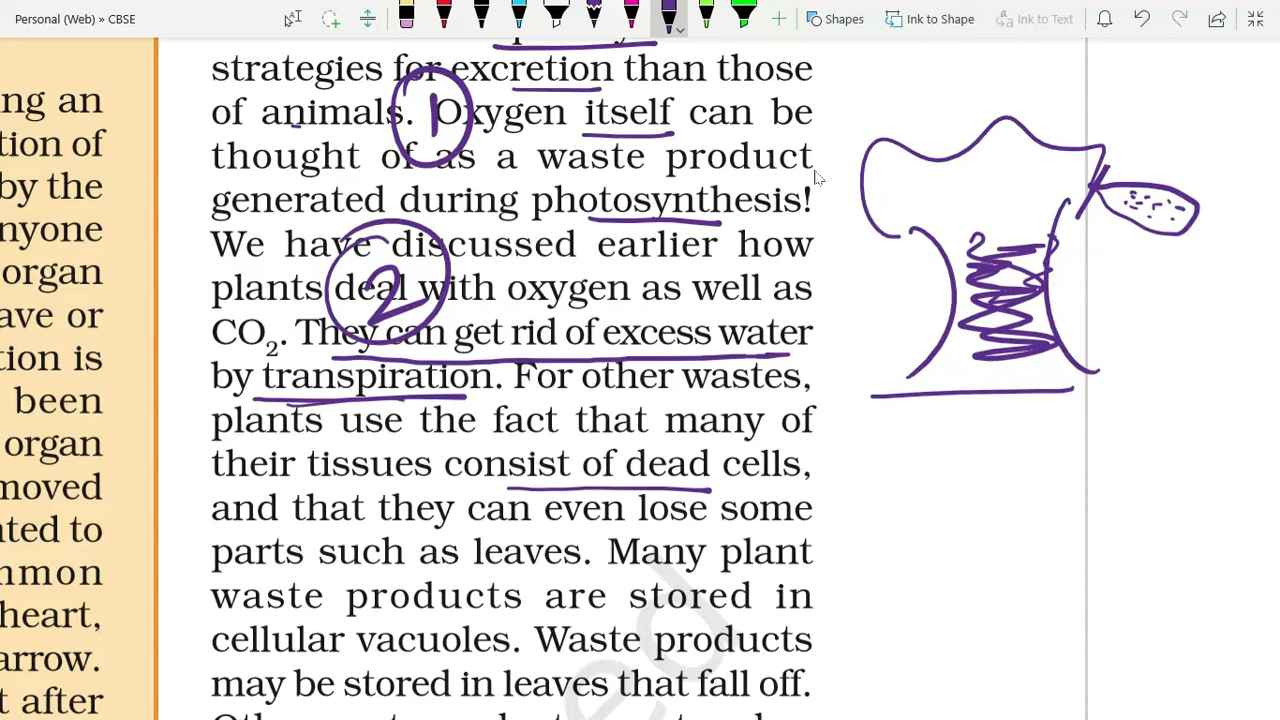 Personal (Web) » CBSE
Shapes
Ink to Shape
Ink to Text
ing an
tion of
by the
nyone
organ
ave or
tion is
been
organ
moved
nted to
mmon
heart,
arrow.
t after
strategies for excretion than those
of animals. Oxygen itself can be
thought of as a waste product
generated during photosynthesis!
We have discussed earlier how
plants deal with oxygen as well as
CO2. They can get rid of excess water
by transpiration. For other wastes,
plants use the fact that many of
their tissues consist of dead cells,
and that they can even lose some
parts such as leaves. Many plant
waste products are stored in
cellular vacuoles. Waste products
may be stored in leaves that fall off.
1
2